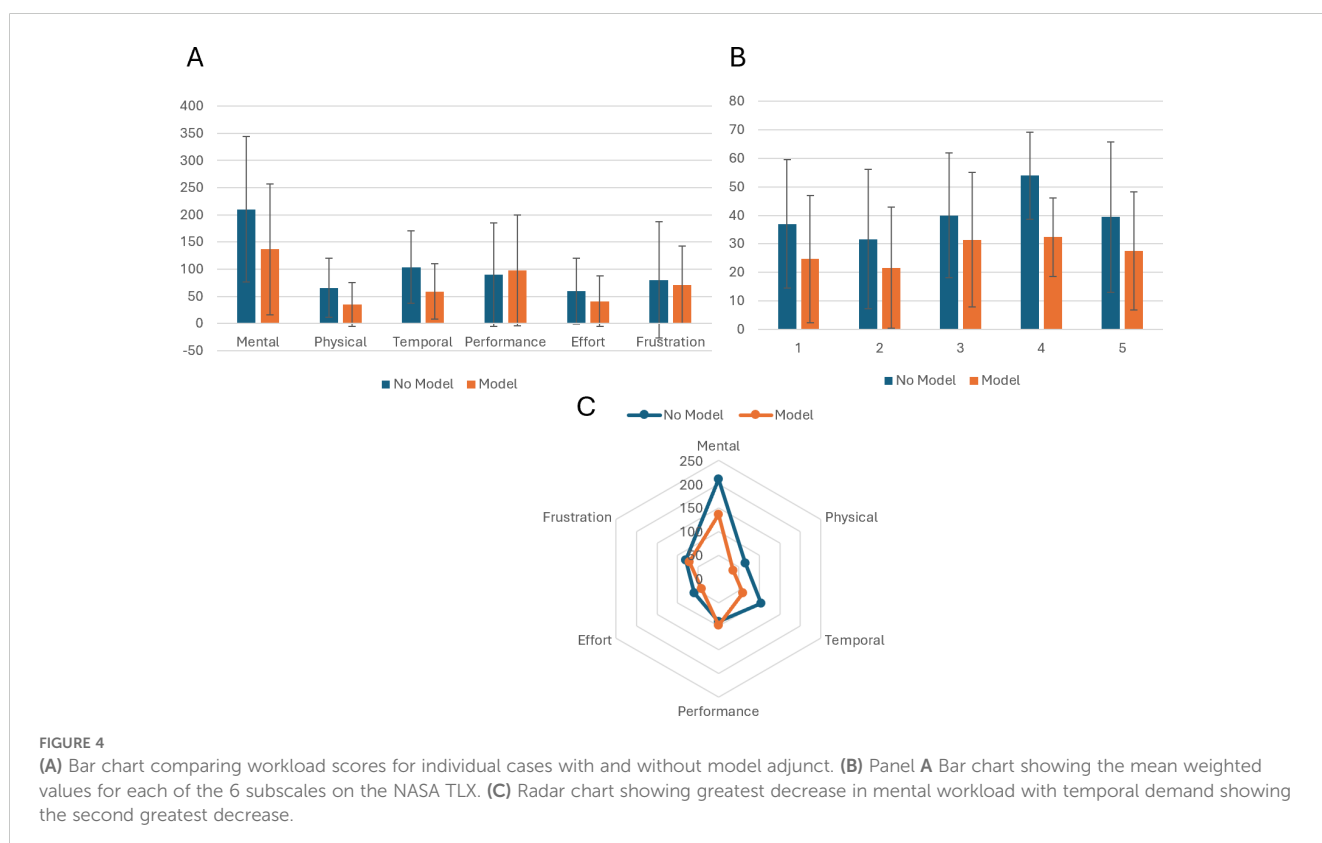 A
400
350
300
250
200
150
100
50
0
-50
Mental Physical Temporal Performance Effort Frustration
No Model Model
B
80
70
60
50
40
30
20
10
0
1 2 3 4 5
No Model Model
C
No Model Model
Mental
250
200
150
100
50
0
Frustration Physical
Effort Temporal
Performance
FIGURE 4
(A) Bar chart comparing workload scores for individual cases with and without model adjunct. (B) Panel A Bar chart showing the mean weighted
values for each of the 6 subscales on the NASA TLX. (C) Radar chart showing greatest decrease in mental workload with temporal demand showing
the second greatest decrease.